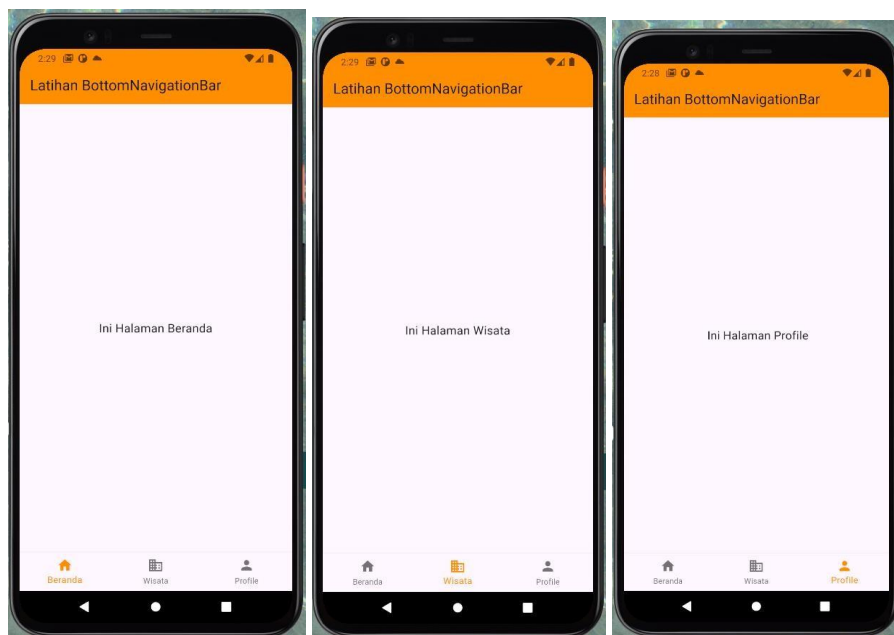 2:29
Latihan BottomNavigationBar
Ini Halaman Beranda
Beranda
Wisata
Profile
2:29
Latihan BottomNavigationBar
Ini Halaman Wisata
Beranda
Wisata
Profile
2:28
Latihan BottomNavigationBar
Ini Halaman Profile
Beranda
Wisata
Profile